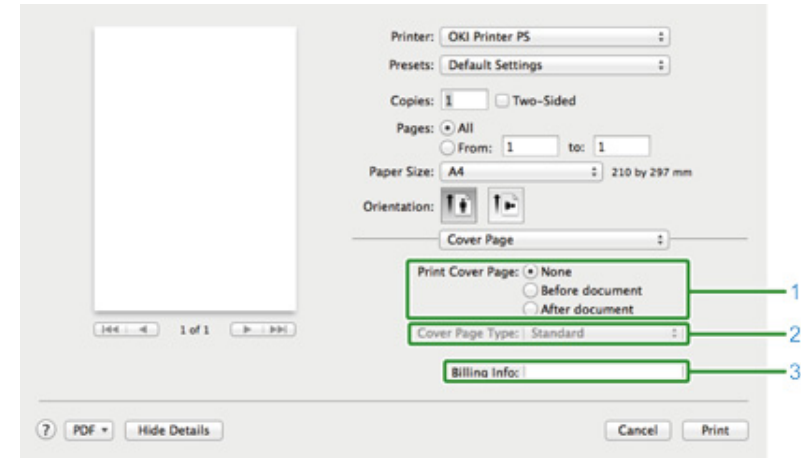 Printer: OKI Printer PS
Presets: Default Settings
Copies: 1 Two-Sided
Pages: All
From: 1 to: 1
Paper Size: A4 210 by 297 mm
Orientation:
Cover Page
Print Cover Page: None
Before document
After document
1
Cover Page Type: Standard
2
Billing Info:
3
1 of 1
? PDF Hide Details Cancel Print